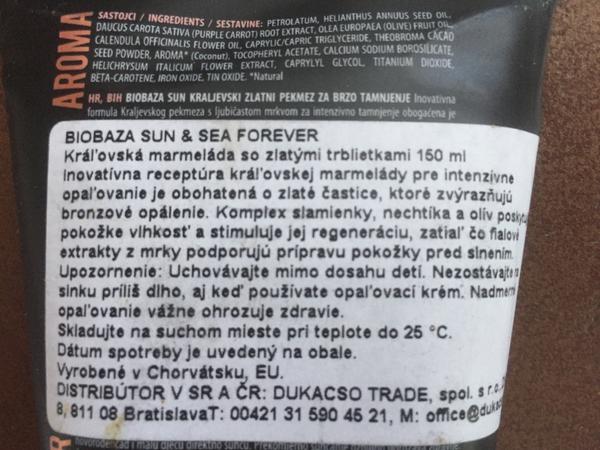 AROMA
SASTOJCI / INGREDIENTS / SESTAVINE: PETROLATUM, HELIANTHUS ANNUUS SEED OIL,
DAUCUS CAROTA SATIVA (PURPLE CARROT) ROOT EXTRACT, OLEA EUROPAEA (OLIVE) FRUIT OIL,
CALENDULA OFFICINALIS FLOWER OIL, CAPRYLIC/CAPRIC TRIGLYCERIDE, THEOBROMA CACAO
SEED POWDER, AROMA* (Coconut), TOCOPHERYL ACETATE, CALCIUM SODIUM BOROSILICATE,
HELICHRYSUM ITALICUM FLOWER EXTRACT, CAPRYLYL GLYCOL, TITANIUM DIOXIDE,
BETA-CAROTENE, IRON OXIDE, TIN OXIDE. *Natural
HR, BIH BIOBAZA SUN KRALJEVSKI ZLATNI PEKMEZ ZA BRZO TAMNJENJE Inovativna
formula Kraljevskog pekmeza s ljubičastom mrkvom za intenzivno tamnjenje obogaćena je
BIOBAZA SUN & SEA FOREVER
Kráľovská marmeláda so zlatými trblietkami 150 ml
Inovatívna receptúra kráľovskej marmelády pre intenzívne
opaľovanie je obohatená o zlaté častice, ktoré zvýrazňujú
bronzové opálenie. Komplex slamienky, nechtíka a olív
pokožke vlhkosť a stimuluje jej regeneráciu, zatiaľ čo fialové
extrakty z mrky podporujú prípravu pokožky pred slnením.
Upozornenie: Uchovávajte mimo dosahu detí. Nezostávajte
slnku príliš dlho, aj keď používate opaľovací krém. Nadmerné
opaľovanie vážne ohrozuje zdravie.
Skladujte na suchom mieste pri teplote do 25 °C.
Dátum spotreby je uvedený na obale.
Vyrobené v Chorvátsku, EU.
DISTRIBÚTOR V SR A ČR: DUKACSO TRADE, spol. s r.o.,
8, 811 08 BratislavaT: 00421 31 590 45 21, M: office@
novorođenčad i malu djecu direktno suncu.